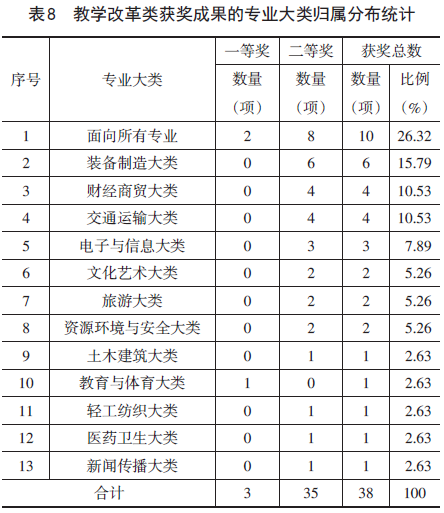 表8 教学改革类获奖成果的专业大类归属分布统计
序号 专业大类 一等奖 二等奖 获奖总数
数量（项） 数量（项） 数量（项） 比例（%）
1 面向所有专业 2 8 10 26.32
2 装备制造大类 0 6 6 15.79
3 财经商贸大类 0 4 4 10.53
4 交通运输大类 0 4 4 10.53
5 电子与信息大类 0 3 3 7.89
6 文化艺术大类 0 2 2 5.26
7 旅游大类 0 2 2 5.26
8 资源环境与安全大类 0 2 2 5.26
9 土木建筑大类 0 1 1 2.63
10 教育与体育大类 1 0 1 2.63
11 轻工纺织大类 0 1 1 2.63
12 医药卫生大类 0 1 1 2.63
13 新闻传播大类 0 1 1 2.63
合计 3 35 38 100